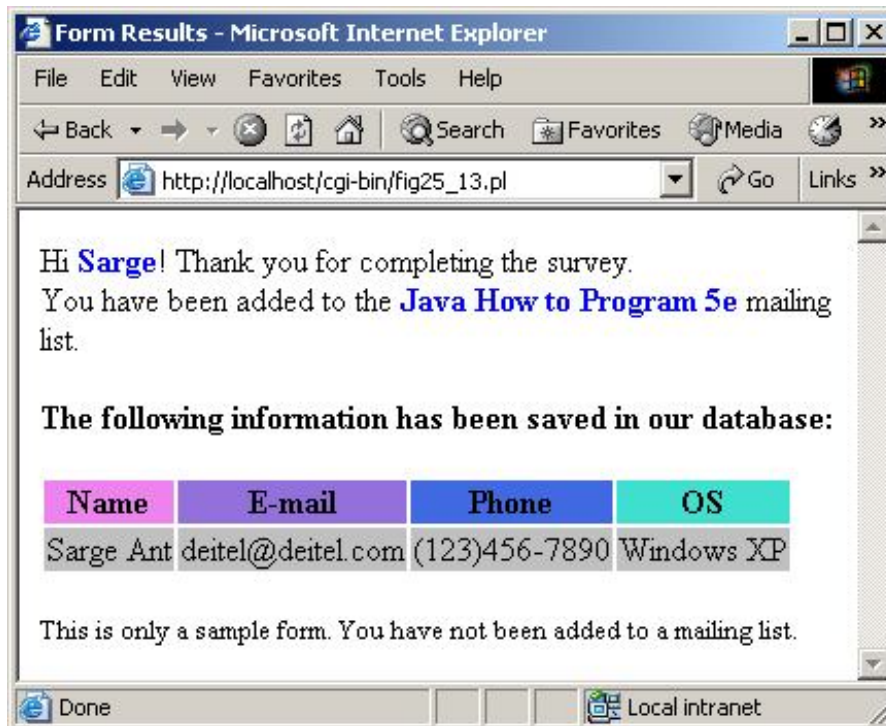 Form Results - Microsoft Internet Explorer
File Edit View Favorites Tools Help
Back Search Favorites Media »
Address http://localhost/cgi-bin/fig25_13.pl Go Links »
Hi Sarge! Thank you for completing the survey.
You have been added to the Java How to Program 5e mailing
list.
The following information has been saved in our database:
Name E-mail Phone OS
Sarge Ant deitel@deitel.com (123)456-7890 Windows XP
This is only a sample form. You have not been added to a mailing list.
Done Local intranet